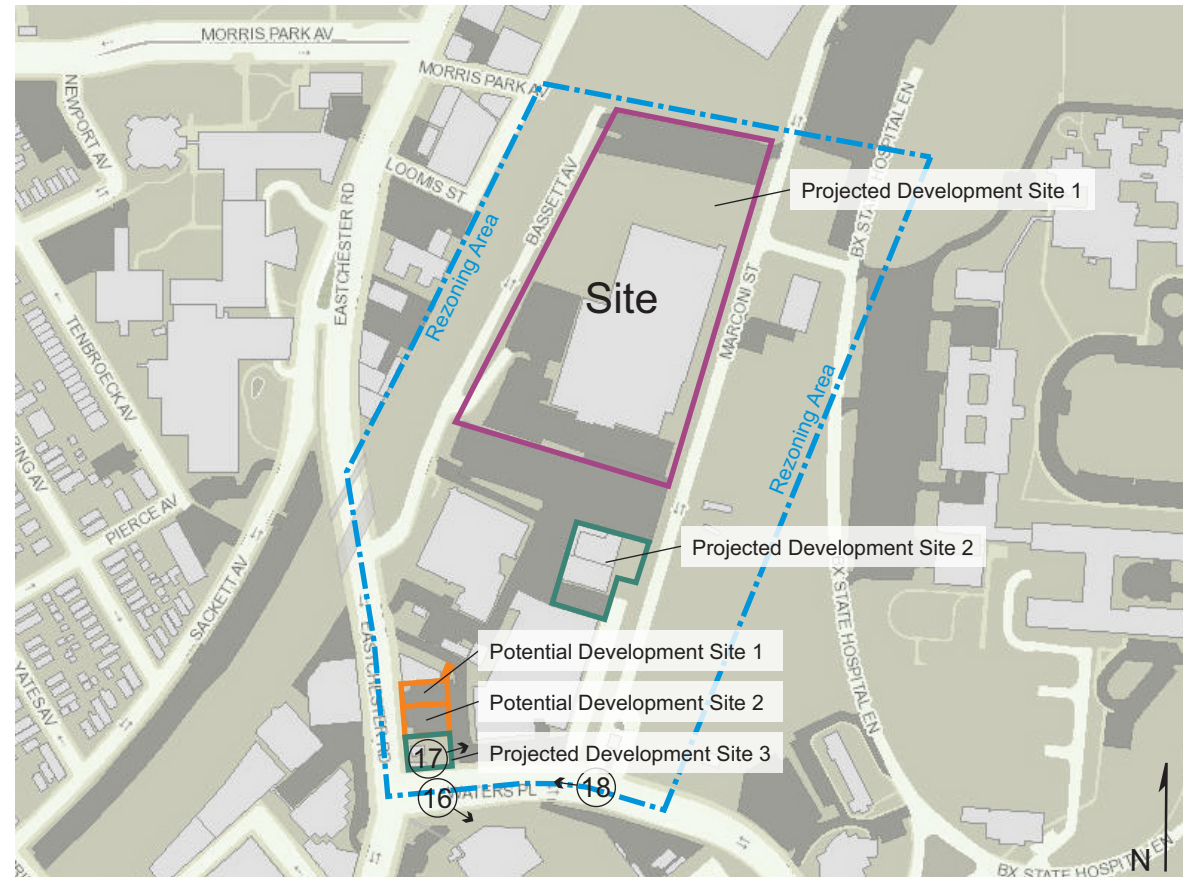 MORRIS PARK AV
MORRIS PARK AV
NEWPORT AV
LOOMIS ST
BASSETT AV
EASTCHESTER RD
BX STATE HOSPITAL EN
Projected Development Site 1
Rezoning Area
Site
MARCONI ST
TENBROECK AV
Rezoning Area
RING AV
PIERCE AV
SACKETT AV
Projected Development Site 2
BX STATE HOSPITAL EN
EASTCHESTER RD
YATES AV
Potential Development Site 1
Potential Development Site 2
Projected Development Site 3
17
18
16
WATERS PL
BX STATE HOSPITAL EN
N